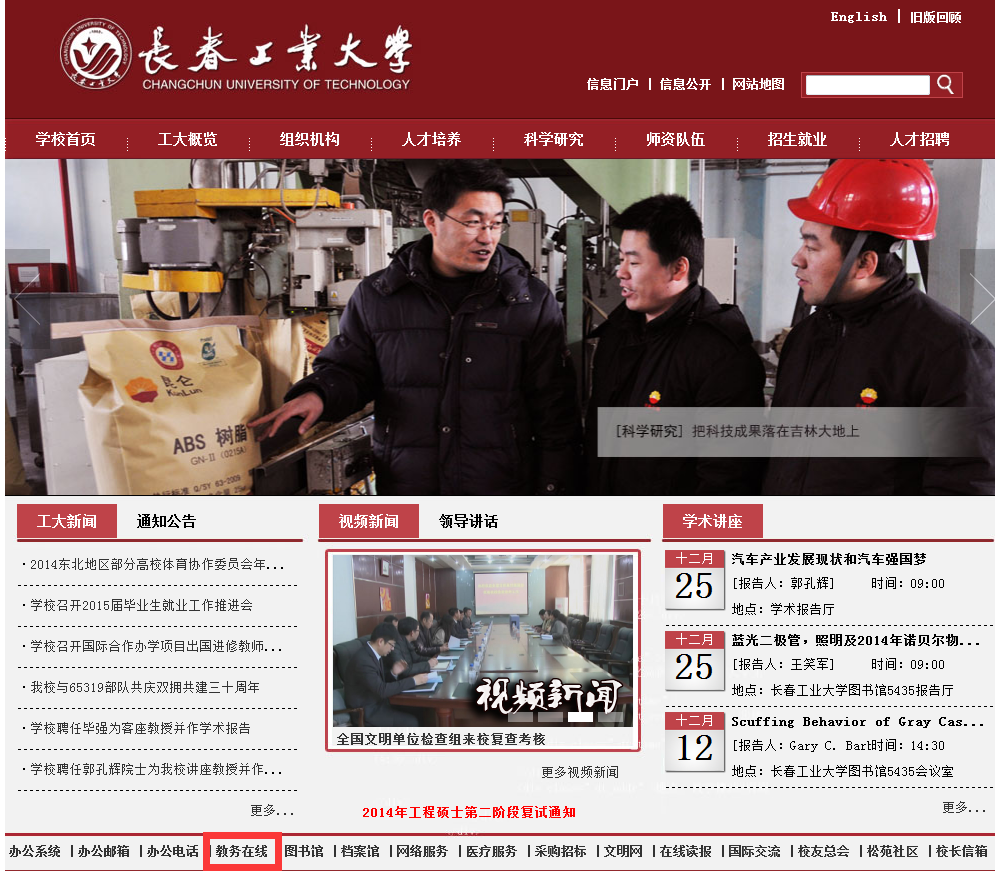 English | 旧版回顾
長春工業大學
CHANGCHUN UNIVERSITY OF TECHNOLOGY
信息门户 | 信息公开 | 网站地图
学校首页 工大概览 组织机构 人才培养 科学研究 师资队伍 招生就业 人才招聘
昆仑
KunLun
ABS 树脂
GN-II (0215A)
Q/SY 63-2009
[科学研究] 把科技成果落在吉林大地上
工大新闻 通知公告
·2014东北地区部分高校体育协作委员会年...
·学校召开2015届毕业生就业工作推进会
·学校召开国际合作办学项目出国进修教师...
·我校与65319部队共庆双拥共建三十周年
·学校聘任毕强为客座教授并作学术报告
·学校聘任郭孔辉院士为我校讲座教授并作...
更多...
视频新闻 领导讲话
视频新闻
全国文明单位检查组来校复查考核
更多视频新闻
2014年工程硕士第二阶段复试通知
学术讲座
十二月
25
汽车产业发展现状和汽车强国梦
[报告人：郭孔辉] 时间：09:00
地点：学术报告厅
十二月
25
蓝光二极管，照明及2014年诺贝尔物...
[报告人：王笑军] 时间：09:00
地点：长春工业大学图书馆5435报告厅
十二月
12
Scuffing Behavior of Gray Cas...
[报告人：Gary C. Bar 时间：14:30
地点：长春工业大学图书馆5435会议室
更多...
办公系统 | 办公邮箱 | 办公电话 | 教务在线 | 图书馆 | 档案馆 | 网络服务 | 医疗服务 | 采购招标 | 文明网 | 在线读报 | 国际交流 | 校友总会 | 松苑社区 | 校长信箱